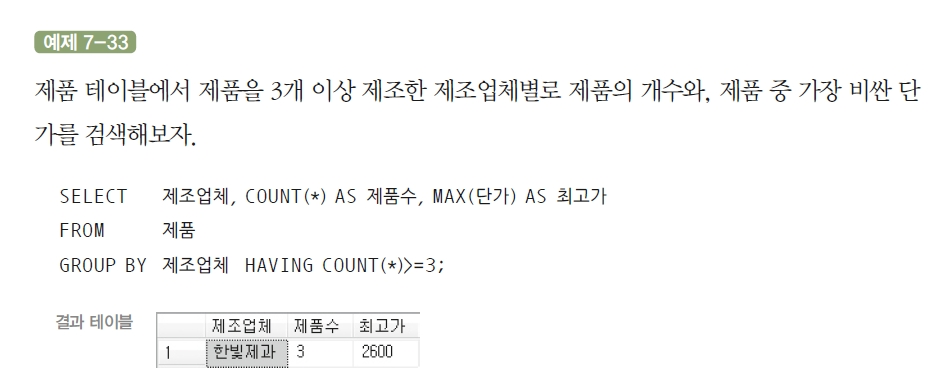 예제 7-33
제품 테이블에서 제품을 3개 이상 제조한 제조업체별로 제품의 개수와, 제품 중 가장 비싼 단
가를 검색해보자.
SELECT 제조업체, COUNT(*) AS 제품수, MAX(단가) AS 최고가
FROM 제품
GROUP BY 제조업체 HAVING COUNT(*)>=3;
결과 테이블
제조업체 제품수 최고가
1 한빛제과 3 2600